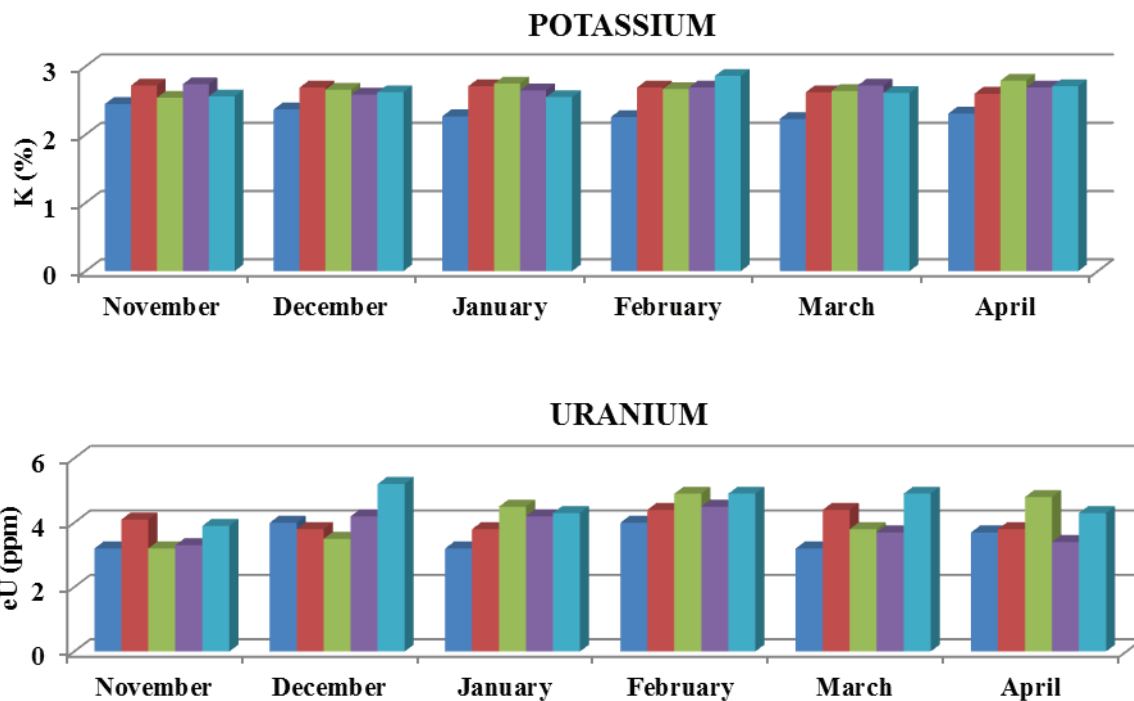 POTASSIUM
3
2
1
0
K (%)
November December January February March April
URANIUM
6
4
2
0
eU (ppm)
November December January February March April